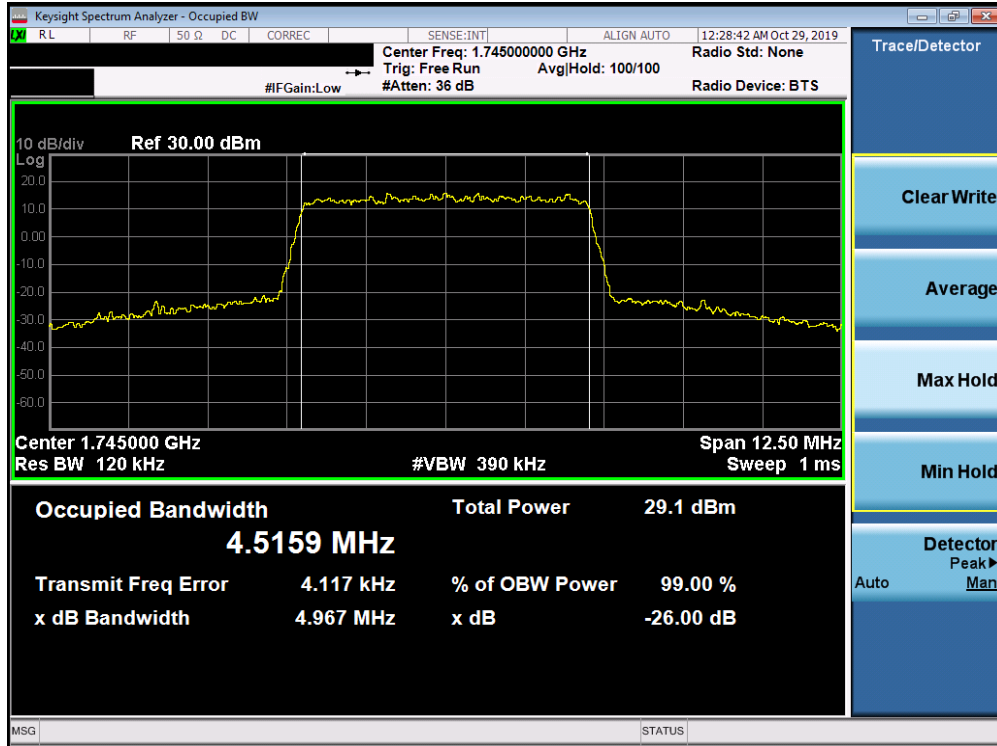 Keysight Spectrum Analyzer - Occupied BW
LXI RL RF 50 Ω DC CORREC SENSE:INT ALIGN AUTO 12:28:42 AM Oct 29, 2019
Center Freq: 1.745000000 GHz Radio Std: None
Trig: Free Run Avg|Hold: 100/100
#IFGain:Low #Atten: 36 dB Radio Device: BTS
10 dB/div Ref 30.00 dBm
Log
20.0
10.0
0.00
-10.0
-20.0
-30.0
-40.0
-50.0
-60.0
Center 1.745000 GHz Span 12.50 MHz
Res BW 120 kHz #VBW 390 kHz Sweep 1 ms
Occupied Bandwidth Total Power 29.1 dBm
4.5159 MHz
Transmit Freq Error 4.117 kHz % of OBW Power 99.00 %
x dB Bandwidth 4.967 MHz x dB -26.00 dB
MSG STATUS
Trace/Detector
Clear Write
Average
Max Hold
Min Hold
Detector
Peak▶
Auto Man